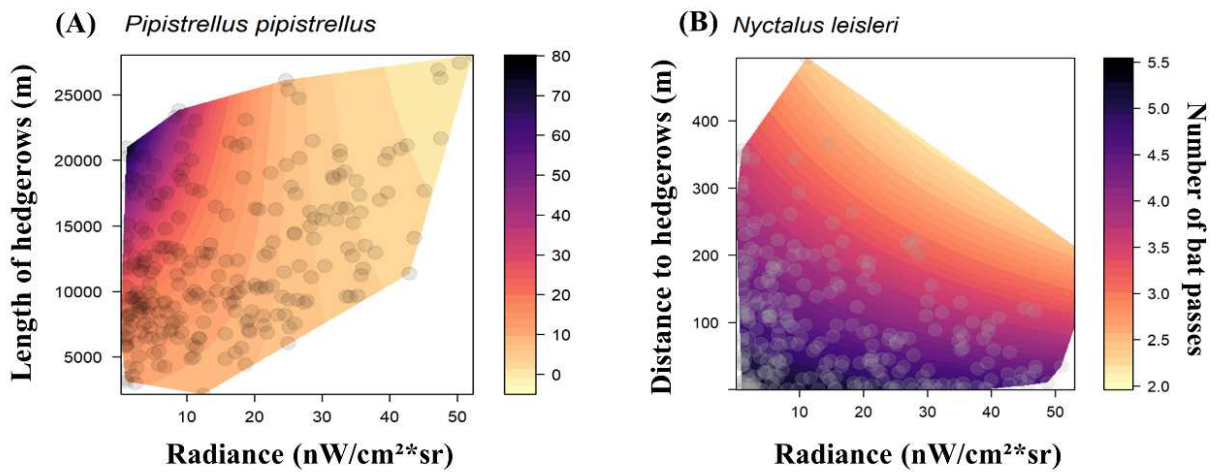 (A) Pipistrellus pipistrellus
Length of hedgerows (m)
25000
20000
15000
10000
5000
10 20 30 40 50
Radiance (nW/cm²*sr)
80
70
60
50
40
30
20
10
0
(B) Nyctalus leisleri
Distance to hedgerows (m)
400
300
200
100
10 20 30 40 50
Radiance (nW/cm²*sr)
5.5
5.0
4.5
4.0
3.5
3.0
2.5
2.0
Number of bat passes